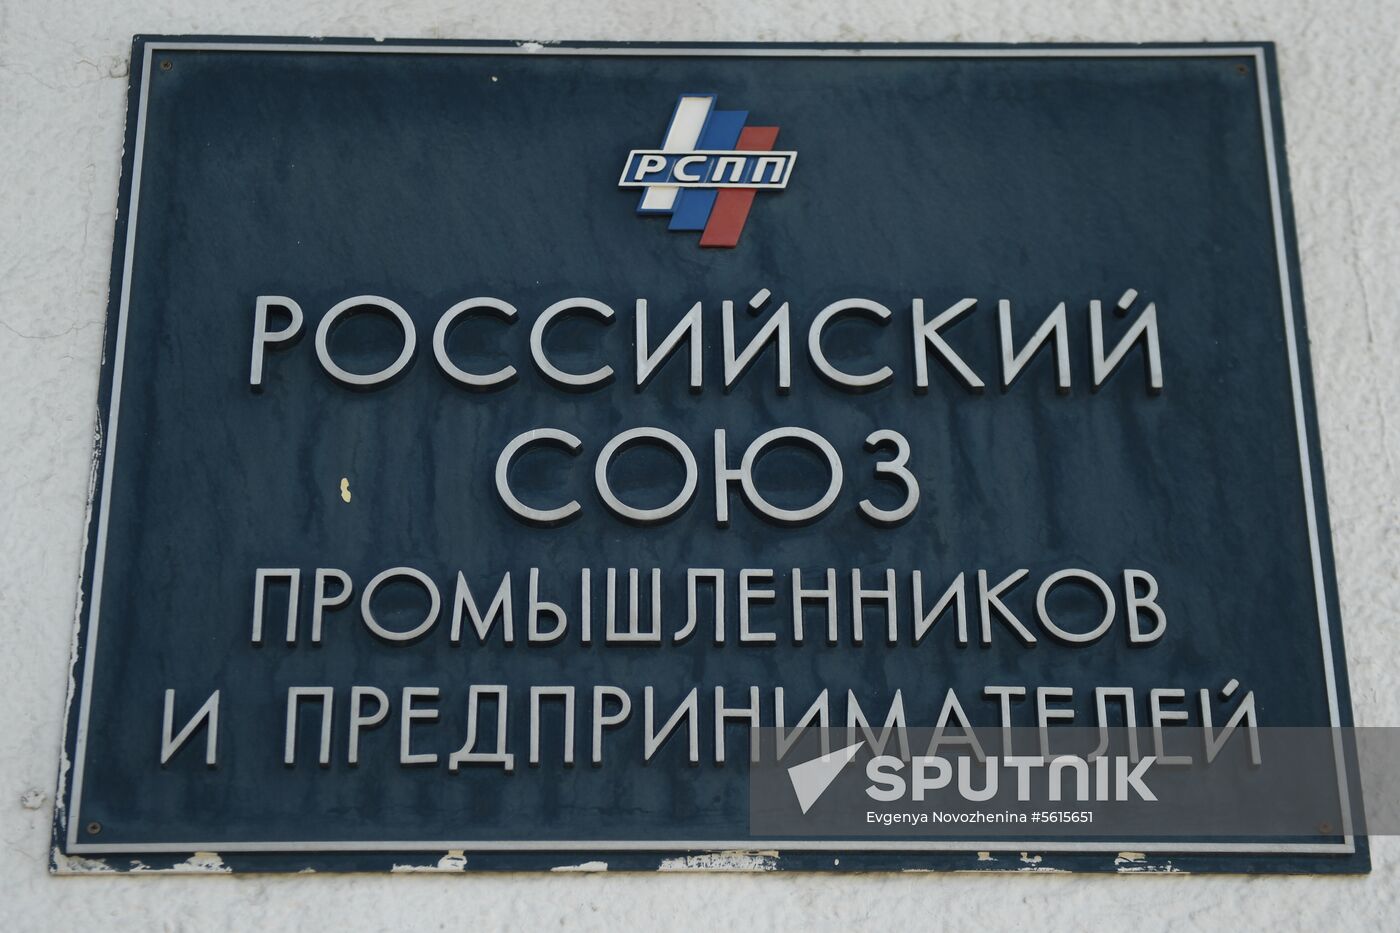 РСПП
РОССИЙСКИЙ
СОЮЗ
ПРОМЫШЛЕННИКОВ
И ПРЕДПРИНИМАТЕЛЕЙ
SPUTNIK
Evgenya Novozhenina #5615651